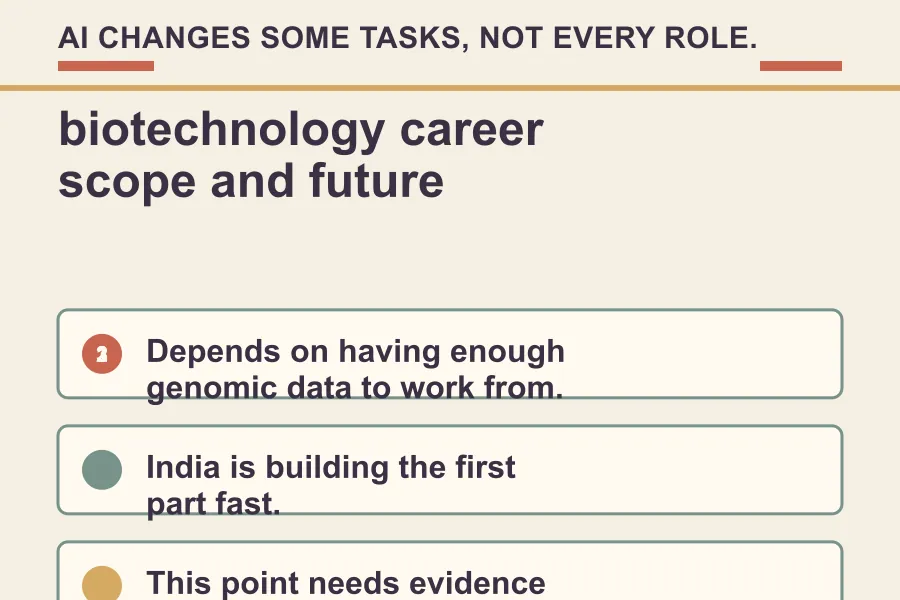 AI CHANGES SOME TASKS, NOT EVERY ROLE.
biotechnology career
scope and future
Depends on having enough
genomic data to work from.
India is building the first
part fast.
This point needs evidence